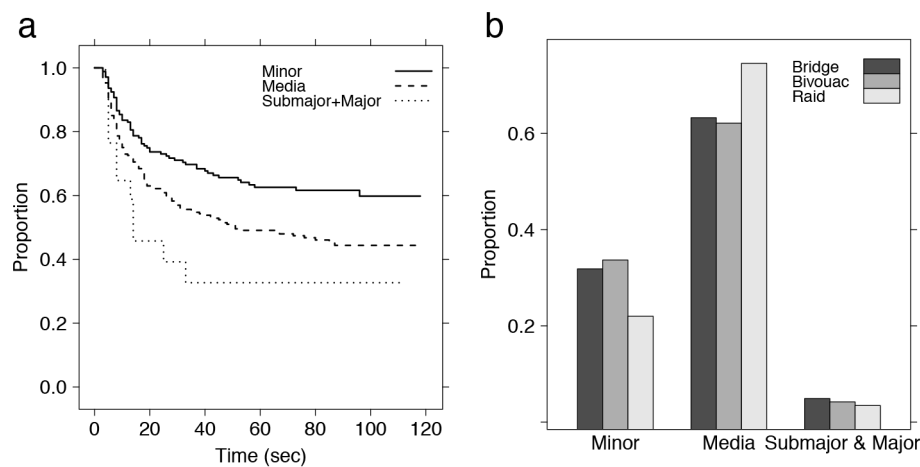 a
Proportion
1.0
0.8
0.6
0.4
0.2
0.0
Minor
Media
Submajor+Major
0 20 40 60 80 100 120
Time (sec)
b
Proportion
0.6
0.4
0.2
Bridge
Bivouac
Raid
Minor Media Submajor & Major